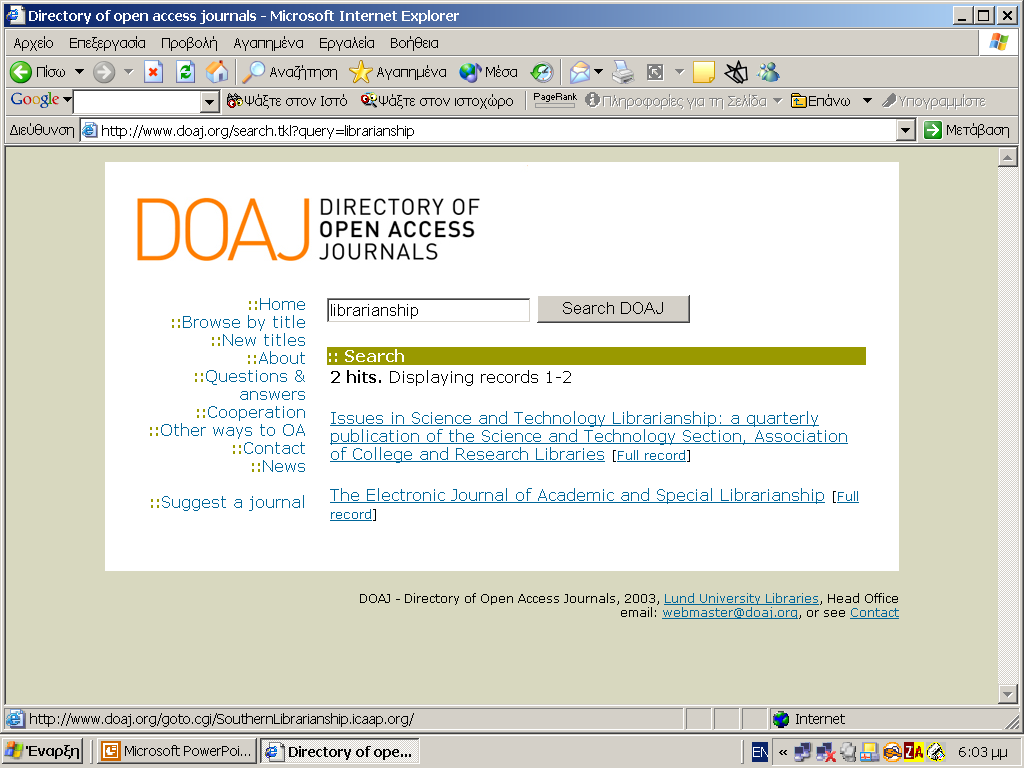 Directory of open access journals - Microsoft Internet Explorer
Αρχείο Επεξεργασία Προβολή Αγαπημένα Εργαλεία Βοήθεια
Πίσω Αναζήτηση Αγαπημένα Μέσα
Google Ψάξτε στον Ιστό Ψάξτε στον ιστοχώρο PageRank Πληροφορίες για τη Σελίδα Επάνω Υπογραμμίστε
Διεύθυνση http://www.doaj.org/search.tkl?query=librarianship Μετάβαση
DOAJ
DIRECTORY OF
OPEN ACCESS
JOURNALS
::Home
::Browse by title
::New titles
::About
::Questions &
answers
::Cooperation
::Other ways to OA
::Contact
::News
::Suggest a journal
librarianship Search DOAJ
:: Search
2 hits. Displaying records 1-2
Issues in Science and Technology Librarianship: a quarterly
publication of the Science and Technology Section, Association
of College and Research Libraries [Full record]
The Electronic Journal of Academic and Special Librarianship [Full
record]
DOAJ - Directory of Open Access Journals, 2003, Lund University Libraries, Head Office
email: webmaster@doaj.org, or see Contact
http://www.doaj.org/goto.cgi/SouthernLibrarianship.icaap.org/ Internet
Έναρξη Microsoft PowerPoi... Directory of ope... EN « 6:03 μμ